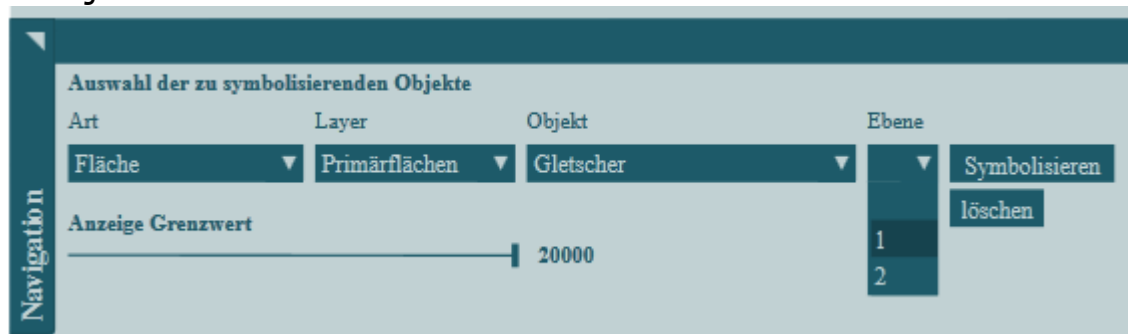 Auswahl der zu symbolisierenden Objekte
Art Layer Objekt Ebene
Fläche Primärflächen Gletscher Symbolisieren
löschen
Anzeige Grenzwert
20000
1
2
Navigation